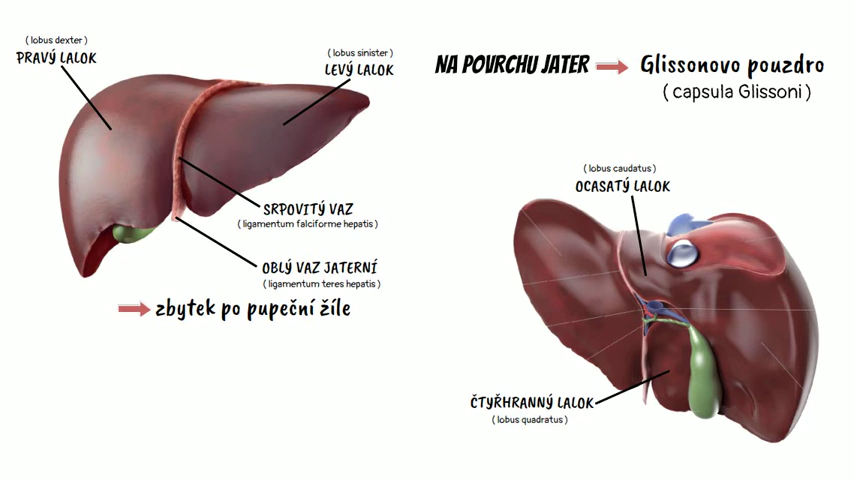 ( lobus dexter )
PRAVÝ LALOK
( lobus sinister )
LEVÝ LALOK
SRPOVITÝ VAZ
( ligamentum falciforme hepatis )
OBLÝ VAZ JATERNÍ
( ligamentum teres hepatis )
zbytek po pupeční žíle
NA POVRCHU JATER
Glissonovo pouzdro
( capsula Glissoni )
( lobus caudatus )
OCASATÝ LALOK
ČTYŘHRANNÝ LALOK
( lobus quadratus )